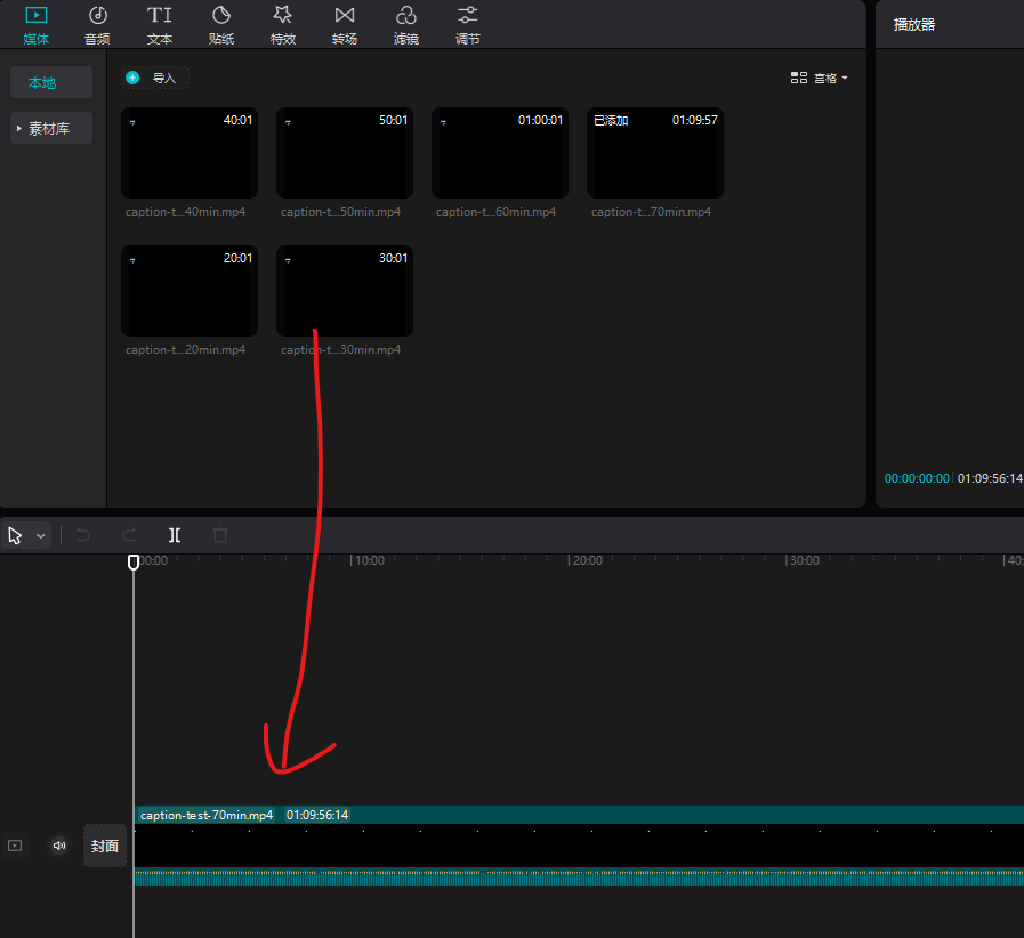 媒体 音频 文本 贴纸 特效 转场 滤镜 调节
播放器
本地
导入
宫格
素材库
40:01 50:01 01:00:01 已添加 01:09:57
caption-t...40min.mp4 caption-t...50min.mp4 caption-t...60min.mp4 caption-t...70min.mp4
20:01 30:01
caption-t...20min.mp4 caption-t...30min.mp4
00:00:00:00 01:09:56:14
00:00 10:00 20:00 30:00 40:
caption-test-70min.mp4 01:09:56:14
封面